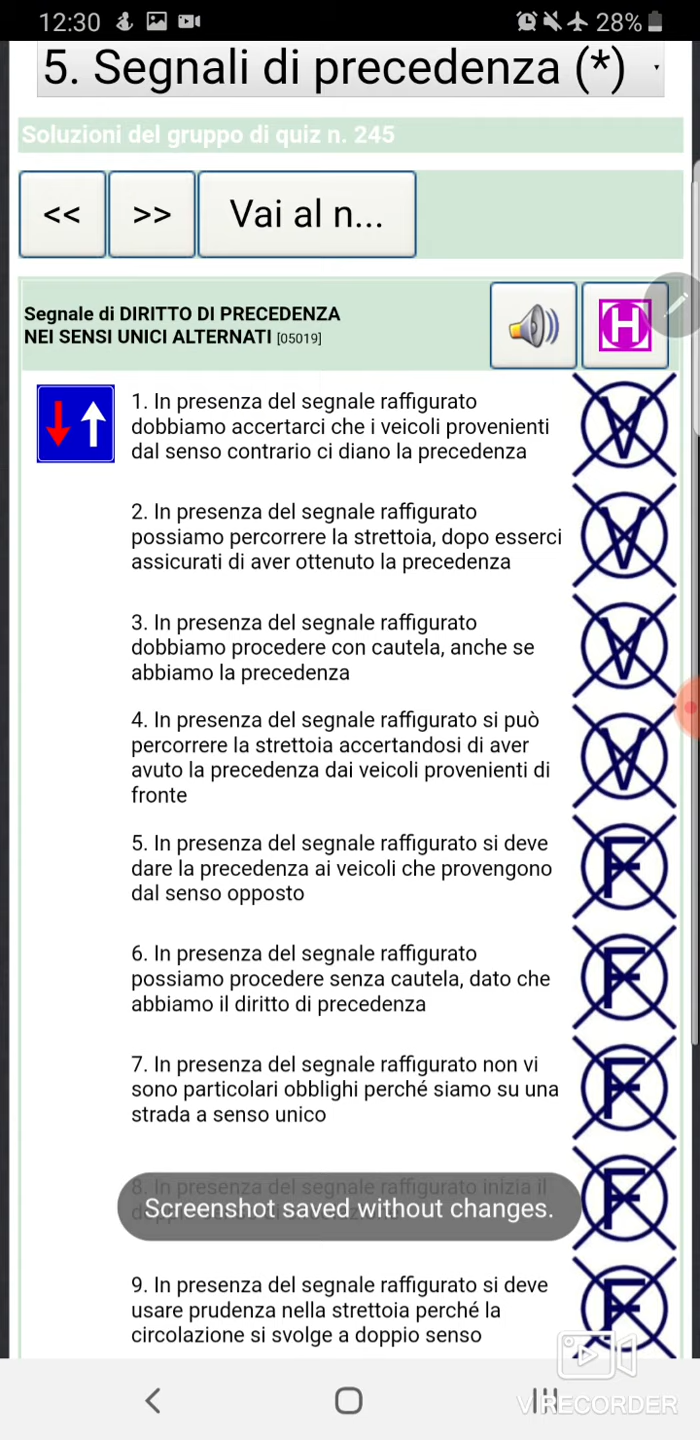 12:30
28%
5. Segnali di precedenza (*)
Soluzioni del gruppo di quiz n. 245
<<
>>
Vai al n...
Segnale di DIRITTO DI PRECEDENZA
NEI SENSI UNICI ALTERNATI [05019]
H
1. In presenza del segnale raffigurato
dobbiamo accertarci che i veicoli provenienti
dal senso contrario ci diano la precedenza
V
2. In presenza del segnale raffigurato
possiamo percorrere la strettoia, dopo esserci
assicurati di aver ottenuto la precedenza
V
3. In presenza del segnale raffigurato
dobbiamo procedere con cautela, anche se
abbiamo la precedenza
V
4. In presenza del segnale raffigurato si può
percorrere la strettoia accertandosi di aver
avuto la precedenza dai veicoli provenienti di
fronte
V
5. In presenza del segnale raffigurato si deve
dare la precedenza ai veicoli che provengono
dal senso opposto
F
6. In presenza del segnale raffigurato
possiamo procedere senza cautela, dato che
abbiamo il diritto di precedenza
F
7. In presenza del segnale raffigurato non vi
sono particolari obblighi perché siamo su una
strada a senso unico
F
8. In presenza del segnale raffigurato inizia il
Screenshot saved without changes.
F
9. In presenza del segnale raffigurato si deve
usare prudenza nella strettoia perché la
circolazione si svolge a doppio senso
F
VIRECORDER